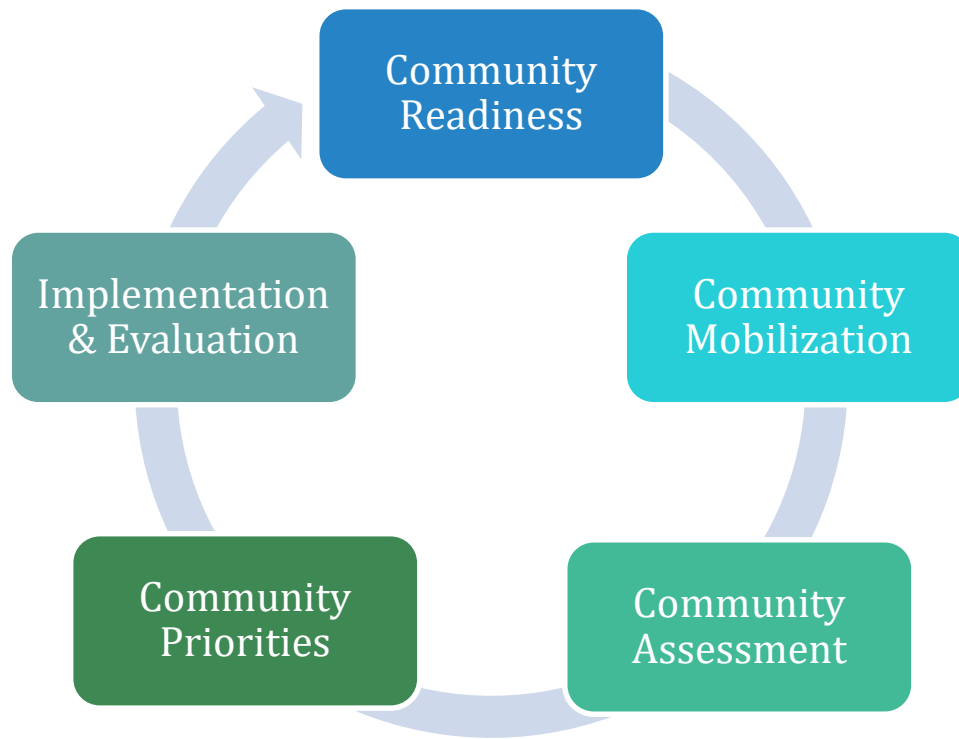 Community
Readiness
Community
Mobilization
Community
Assessment
Community
Priorities
Implementation
& Evaluation